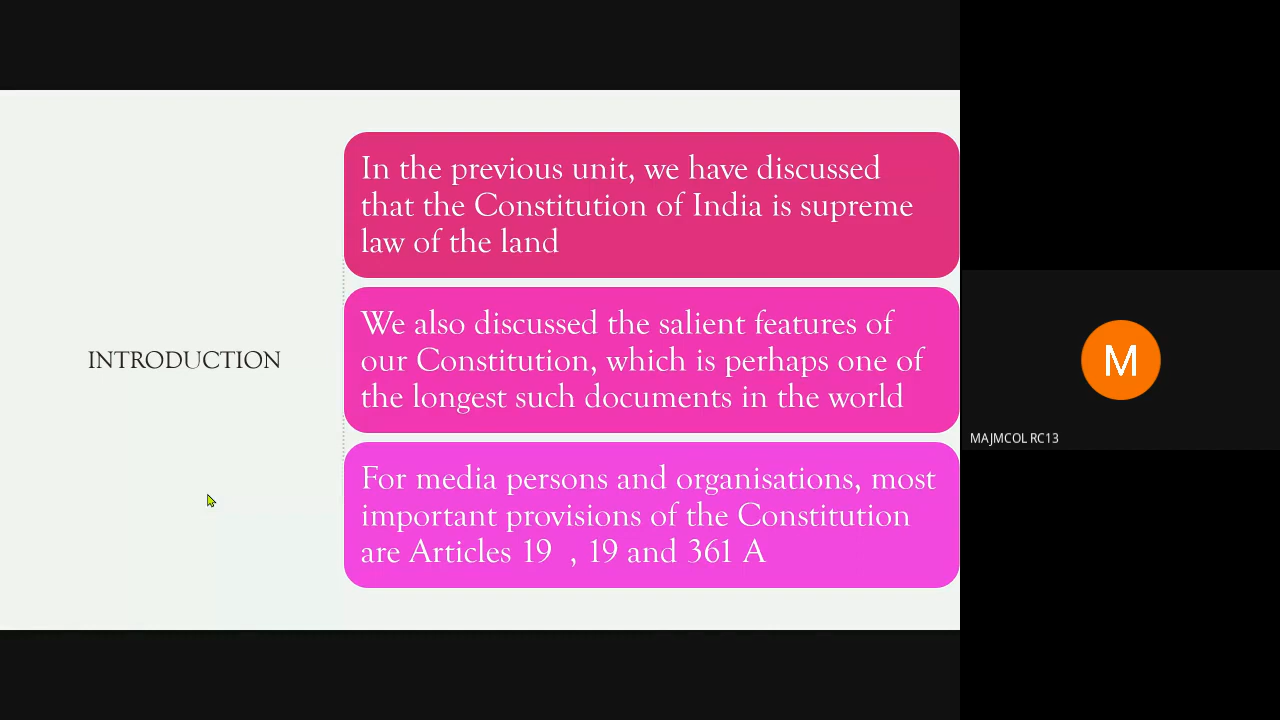 INTRODUCTION
In the previous unit, we have discussed
that the Constitution of India is supreme
law of the land
We also discussed the salient features of
our Constitution, which is perhaps one of
the longest such documents in the world
For media persons and organisations, most
important provisions of the Constitution
are Articles 19 , 19 and 361 A
M
MAJMCOL RC13